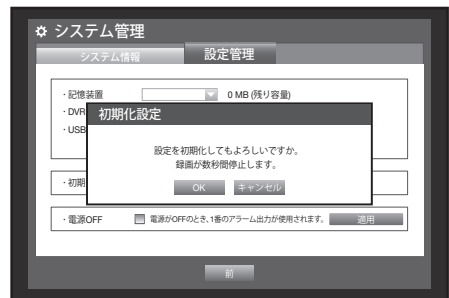 システム管理
システム情報
設定管理
・記憶装置
0 MB (残り容量)
・DVR
・USB
初期化設定
設定を初期化してもよろしいですか。
録画が数秒間停止します。
OK
キャンセル
・初期
・電源OFF
電源がOFFのとき、1番のアラーム出力が使用されます。
適用
前